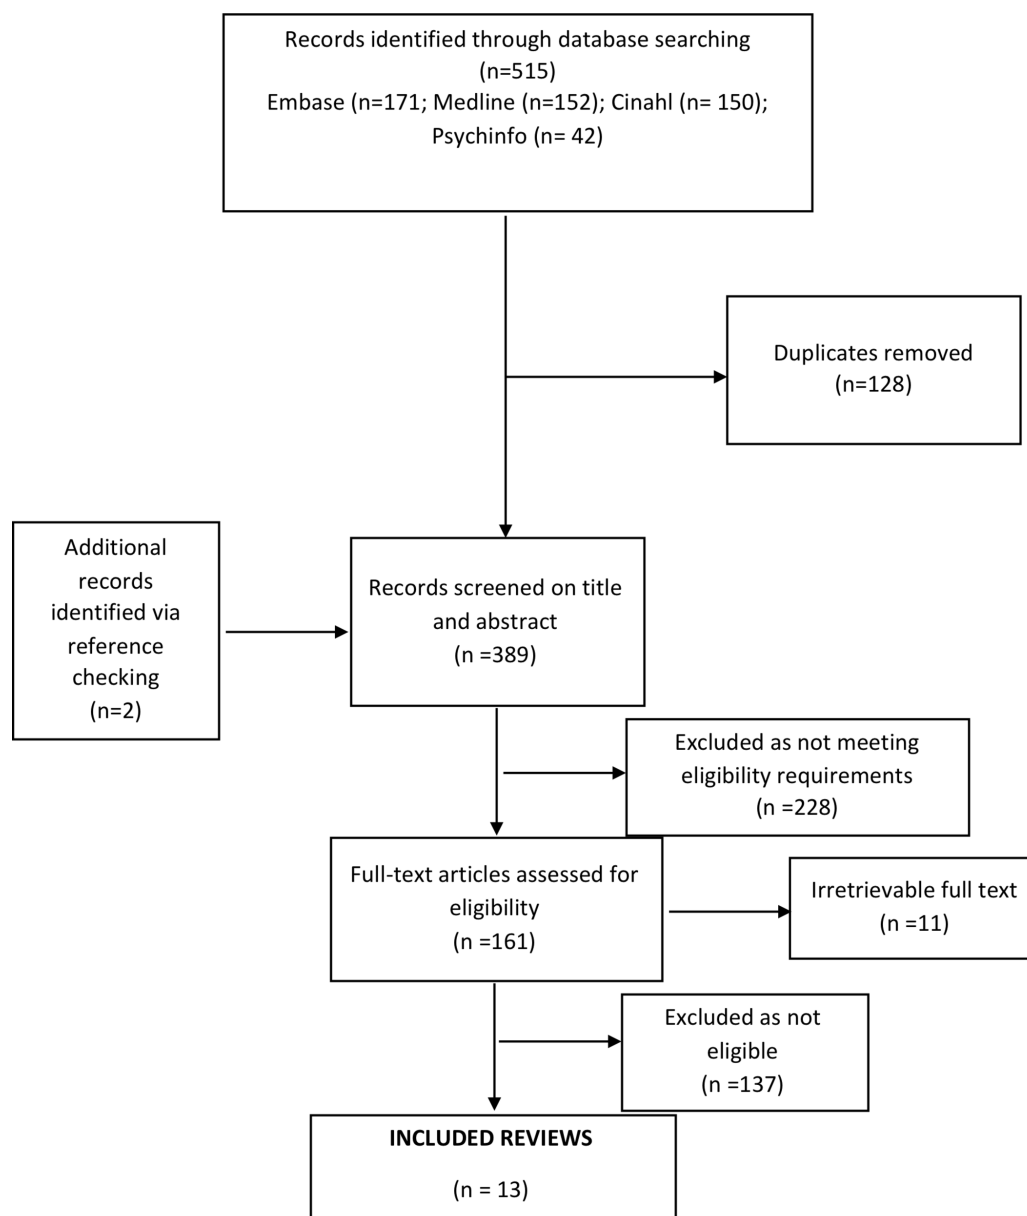 Records identified through database searching
(n=515)
Embase (n=171; Medline (n=152); Cinahl (n= 150);
Psychinfo (n= 42)
Duplicates removed
(n=128)
Additional
records
identified via
reference
checking
(n=2)
Records screened on title
and abstract
(n =389)
Excluded as not meeting
eligibility requirements
(n =228)
Full-text articles assessed for
eligibility
(n =161)
Irretrievable full text
(n =11)
Excluded as not
eligible
(n =137)
INCLUDED REVIEWS
(n = 13)